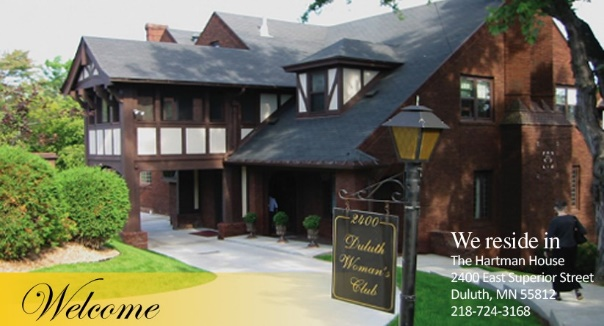 2400
Duluth
Woman's
Club
We reside in
The Hartman House
2400 East Superior Street
Duluth, MN 55812
218-724-3168
Welcome